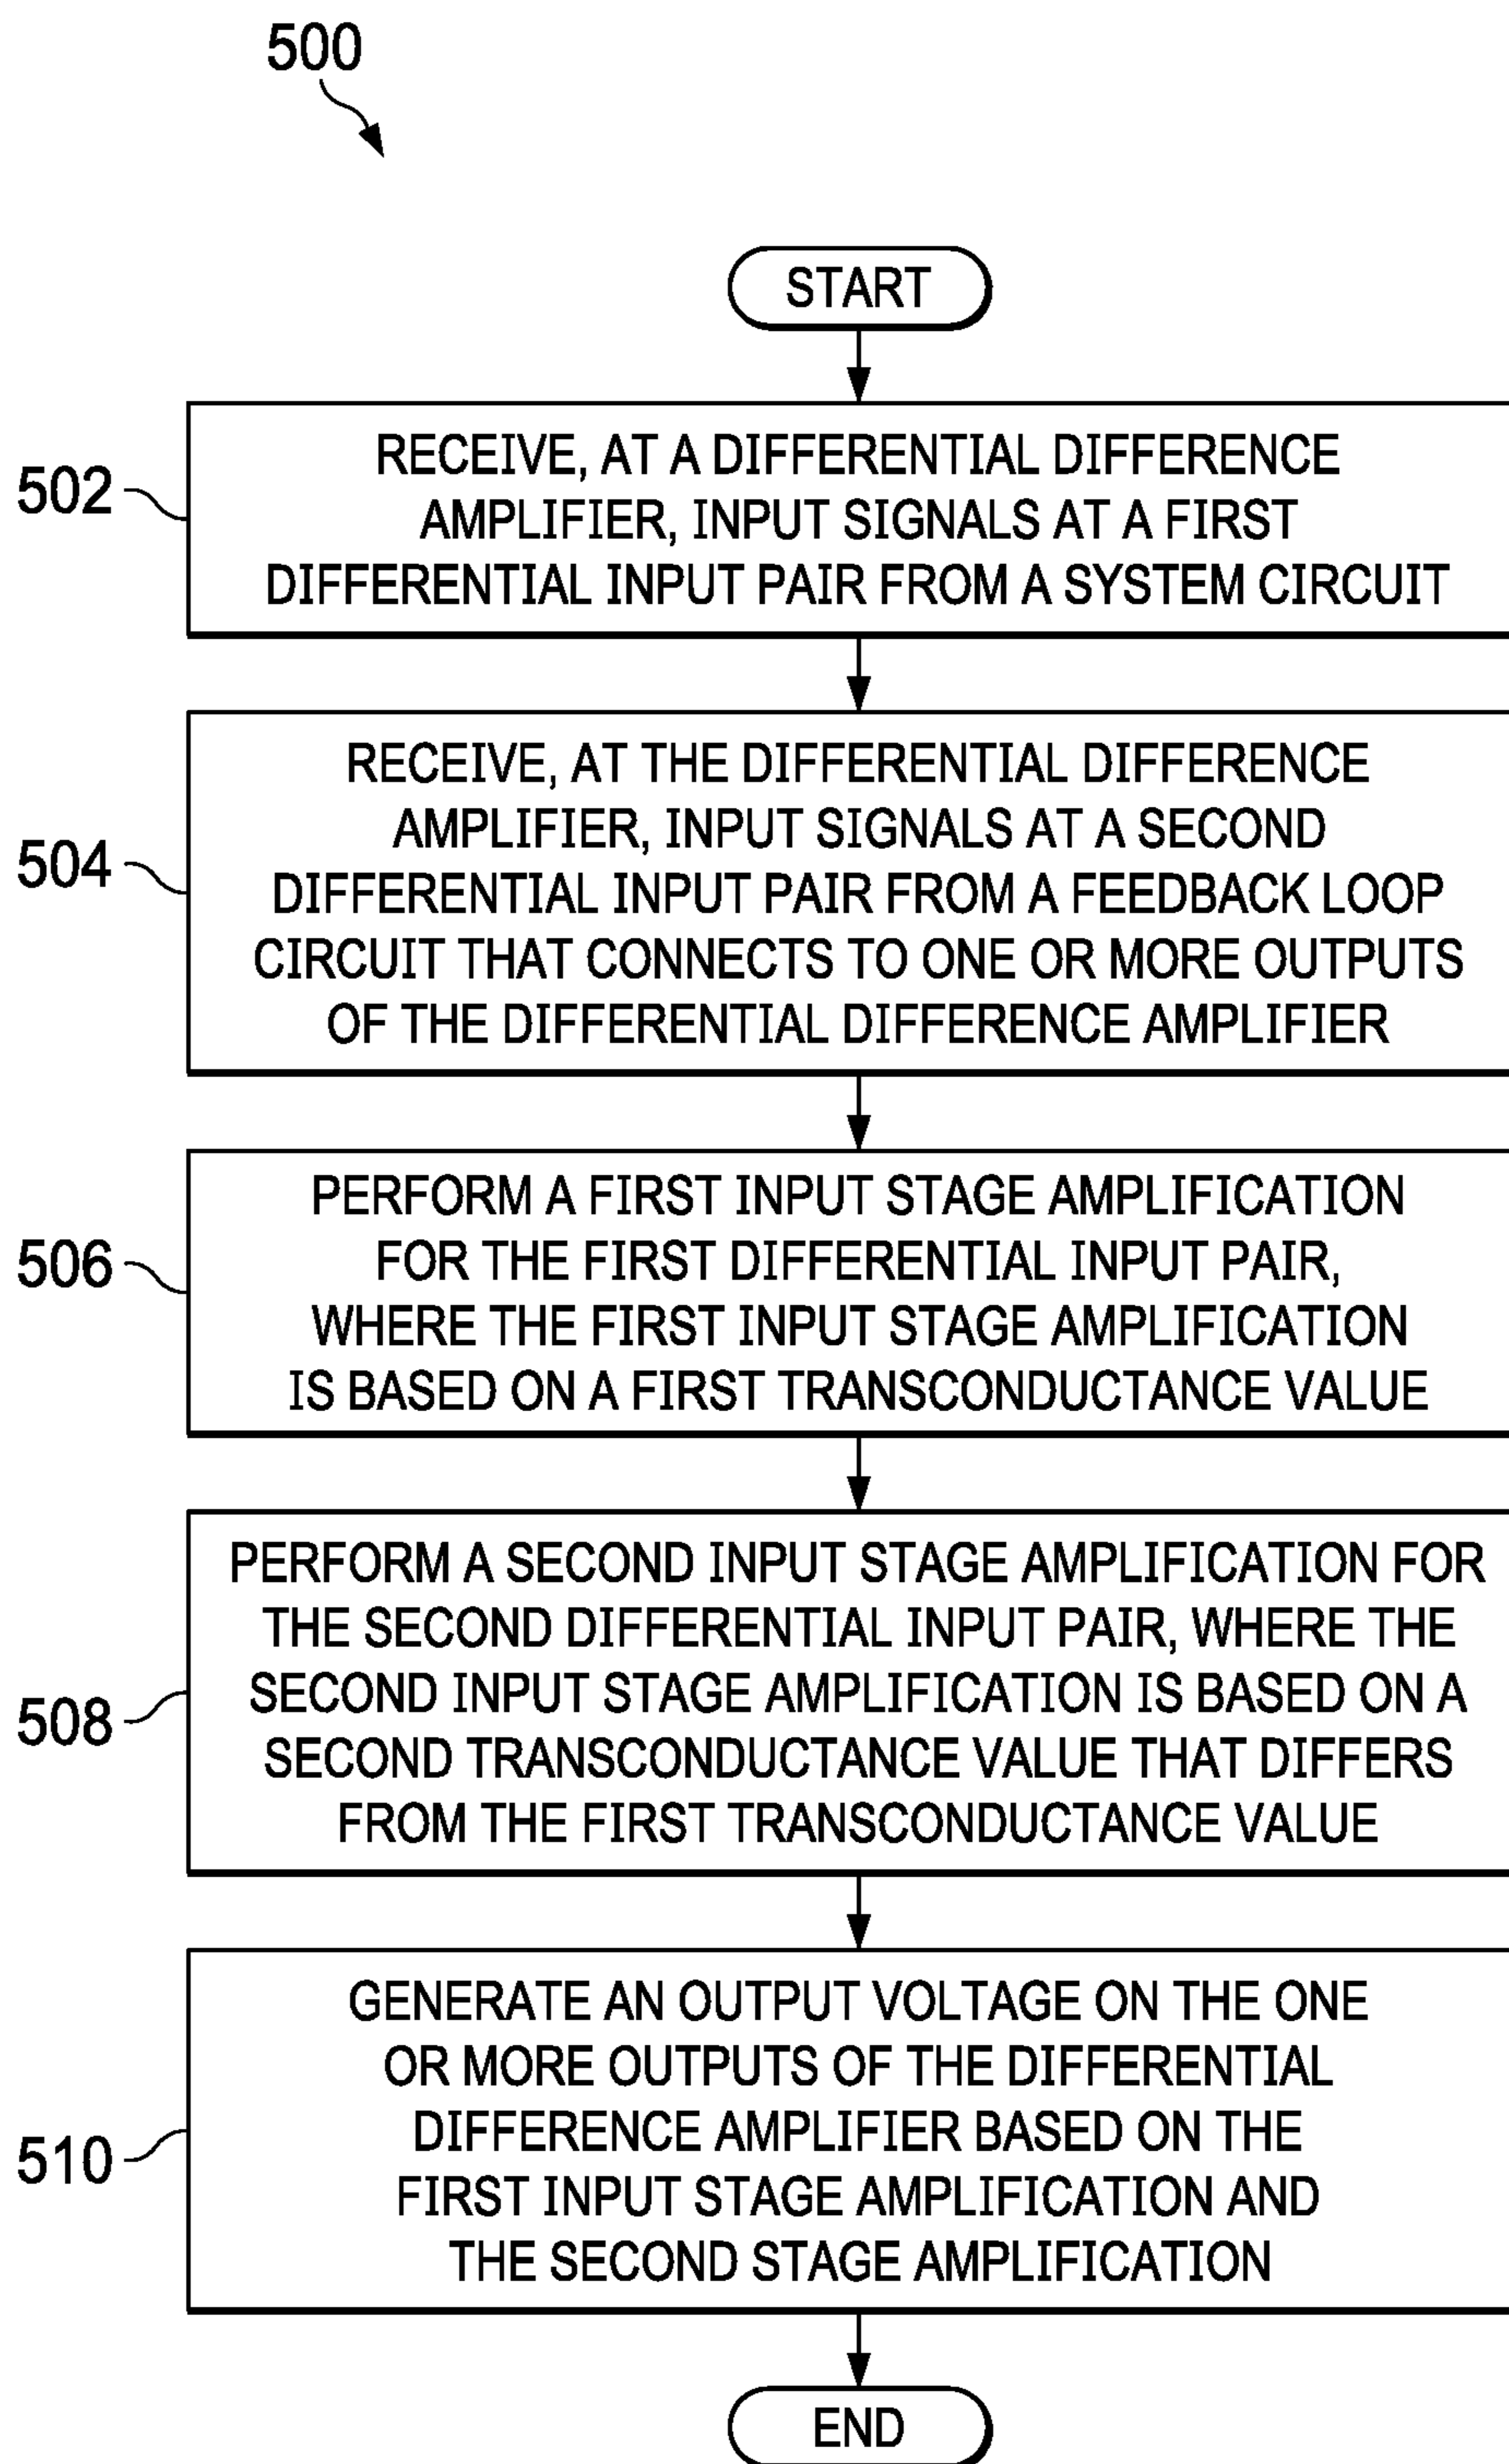 500
START
502
RECEIVE, AT A DIFFERENTIAL DIFFERENCE
AMPLIFIER, INPUT SIGNALS AT A FIRST
DIFFERENTIAL INPUT PAIR FROM A SYSTEM CIRCUIT
504
RECEIVE, AT THE DIFFERENTIAL DIFFERENCE
AMPLIFIER, INPUT SIGNALS AT A SECOND
DIFFERENTIAL INPUT PAIR FROM A FEEDBACK LOOP
CIRCUIT THAT CONNECTS TO ONE OR MORE OUTPUTS
OF THE DIFFERENTIAL DIFFERENCE AMPLIFIER
506
PERFORM A FIRST INPUT STAGE AMPLIFICATION
FOR THE FIRST DIFFERENTIAL INPUT PAIR,
WHERE THE FIRST INPUT STAGE AMPLIFICATION
IS BASED ON A FIRST TRANSCONDUCTANCE VALUE
508
PERFORM A SECOND INPUT STAGE AMPLIFICATION FOR
THE SECOND DIFFERENTIAL INPUT PAIR, WHERE THE
SECOND INPUT STAGE AMPLIFICATION IS BASED ON A
SECOND TRANSCONDUCTANCE VALUE THAT DIFFERS
FROM THE FIRST TRANSCONDUCTANCE VALUE
510
GENERATE AN OUTPUT VOLTAGE ON THE ONE
OR MORE OUTPUTS OF THE DIFFERENTIAL
DIFFERENCE AMPLIFIER BASED ON THE
FIRST INPUT STAGE AMPLIFICATION AND
THE SECOND STAGE AMPLIFICATION
END